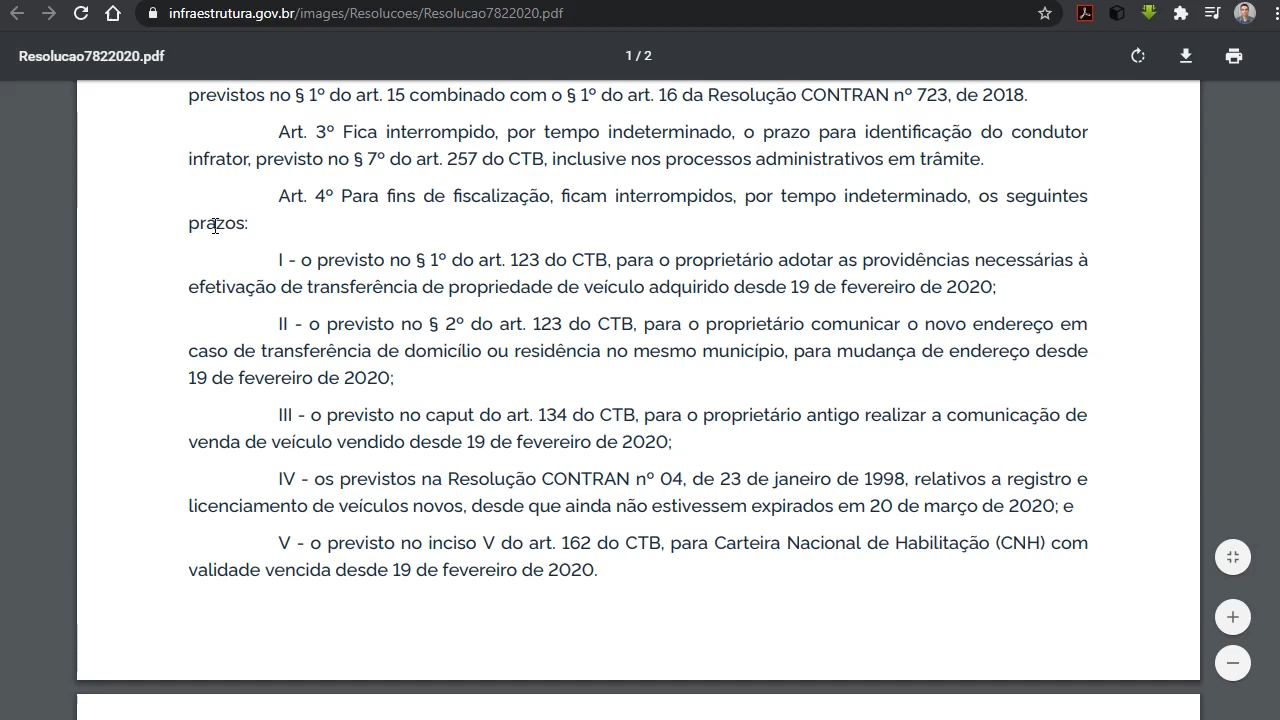 infraestrutura.gov.br/images/Resolucoes/Resolucao7822020.pdf
Resolucao7822020.pdf
1 / 2
previstos no § 1º do art. 15 combinado com o § 1º do art. 16 da Resolução CONTRAN nº 723, de 2018.
Art. 3º Fica interrompido, por tempo indeterminado, o prazo para identificação do condutor
infrator, previsto no § 7º do art. 257 do CTB, inclusive nos processos administrativos em trâmite.
Art. 4º Para fins de fiscalização, ficam interrompidos, por tempo indeterminado, os seguintes
prazos:
I - o previsto no § 1º do art. 123 do CTB, para o proprietário adotar as providências necessárias à
efetivação de transferência de propriedade de veículo adquirido desde 19 de fevereiro de 2020;
II - o previsto no § 2º do art. 123 do CTB, para o proprietário comunicar o novo endereço em
caso de transferência de domicílio ou residência no mesmo município, para mudança de endereço desde
19 de fevereiro de 2020;
III - o previsto no caput do art. 134 do CTB, para o proprietário antigo realizar a comunicação de
venda de veículo vendido desde 19 de fevereiro de 2020;
IV - os previstos na Resolução CONTRAN nº 04, de 23 de janeiro de 1998, relativos a registro e
licenciamento de veículos novos, desde que ainda não estivessem expirados em 20 de março de 2020; e
V - o previsto no inciso V do art. 162 do CTB, para Carteira Nacional de Habilitação (CNH) com
validade vencida desde 19 de fevereiro de 2020.